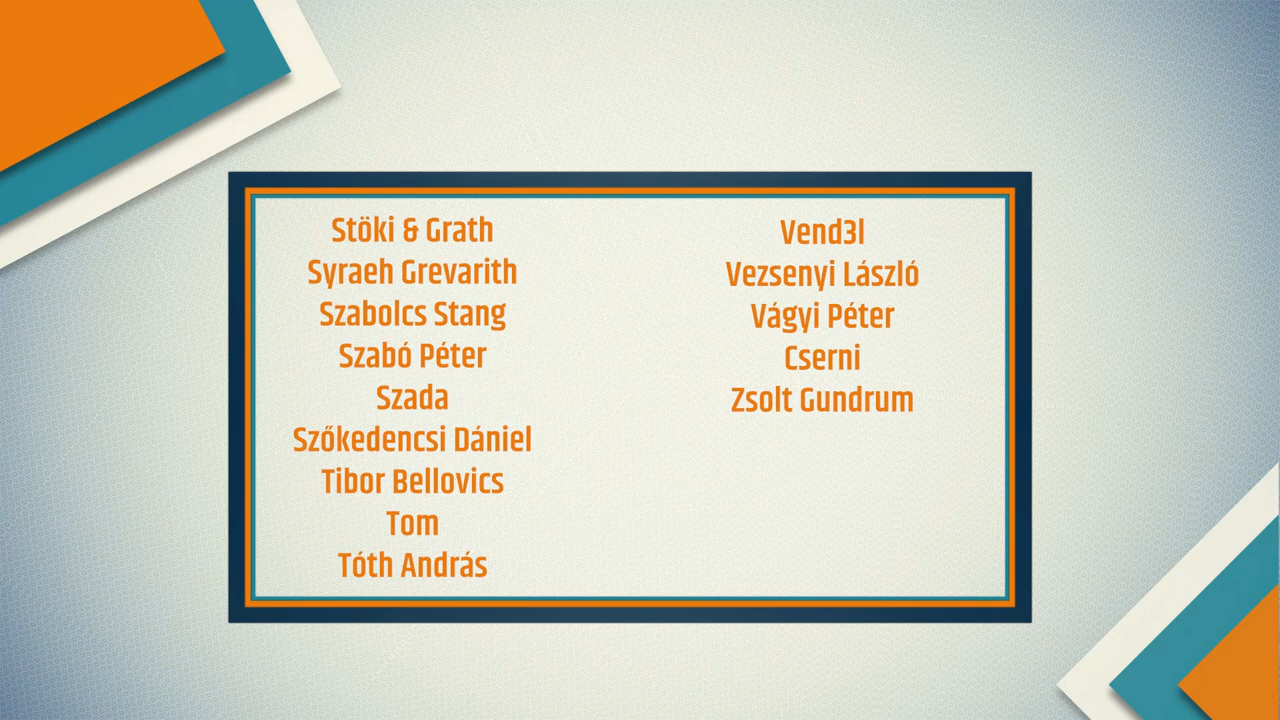 Stöki & Grath
Syraeh Grevarith
Szabolcs Stang
Szabó Péter
Szada
Szőkedencsi Dániel
Tibor Bellovics
Tom
Tóth András
Vend3l
Vezsenyi László
Vágyi Péter
Cserni
Zsolt Gundrum